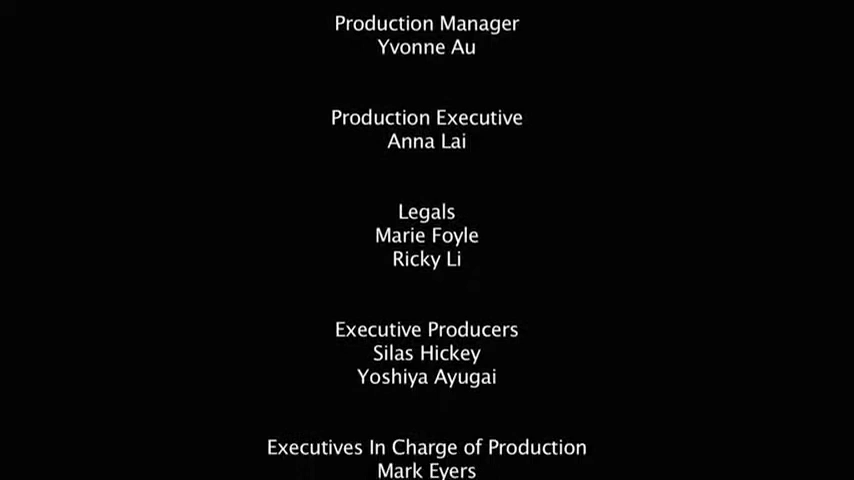 Production Manager
Yvonne Au
Production Executive
Anna Lai
Legals
Marie Foyle
Ricky Li
Executive Producers
Silas Hickey
Yoshiya Ayugai
Executives In Charge of Production
Mark Eyers